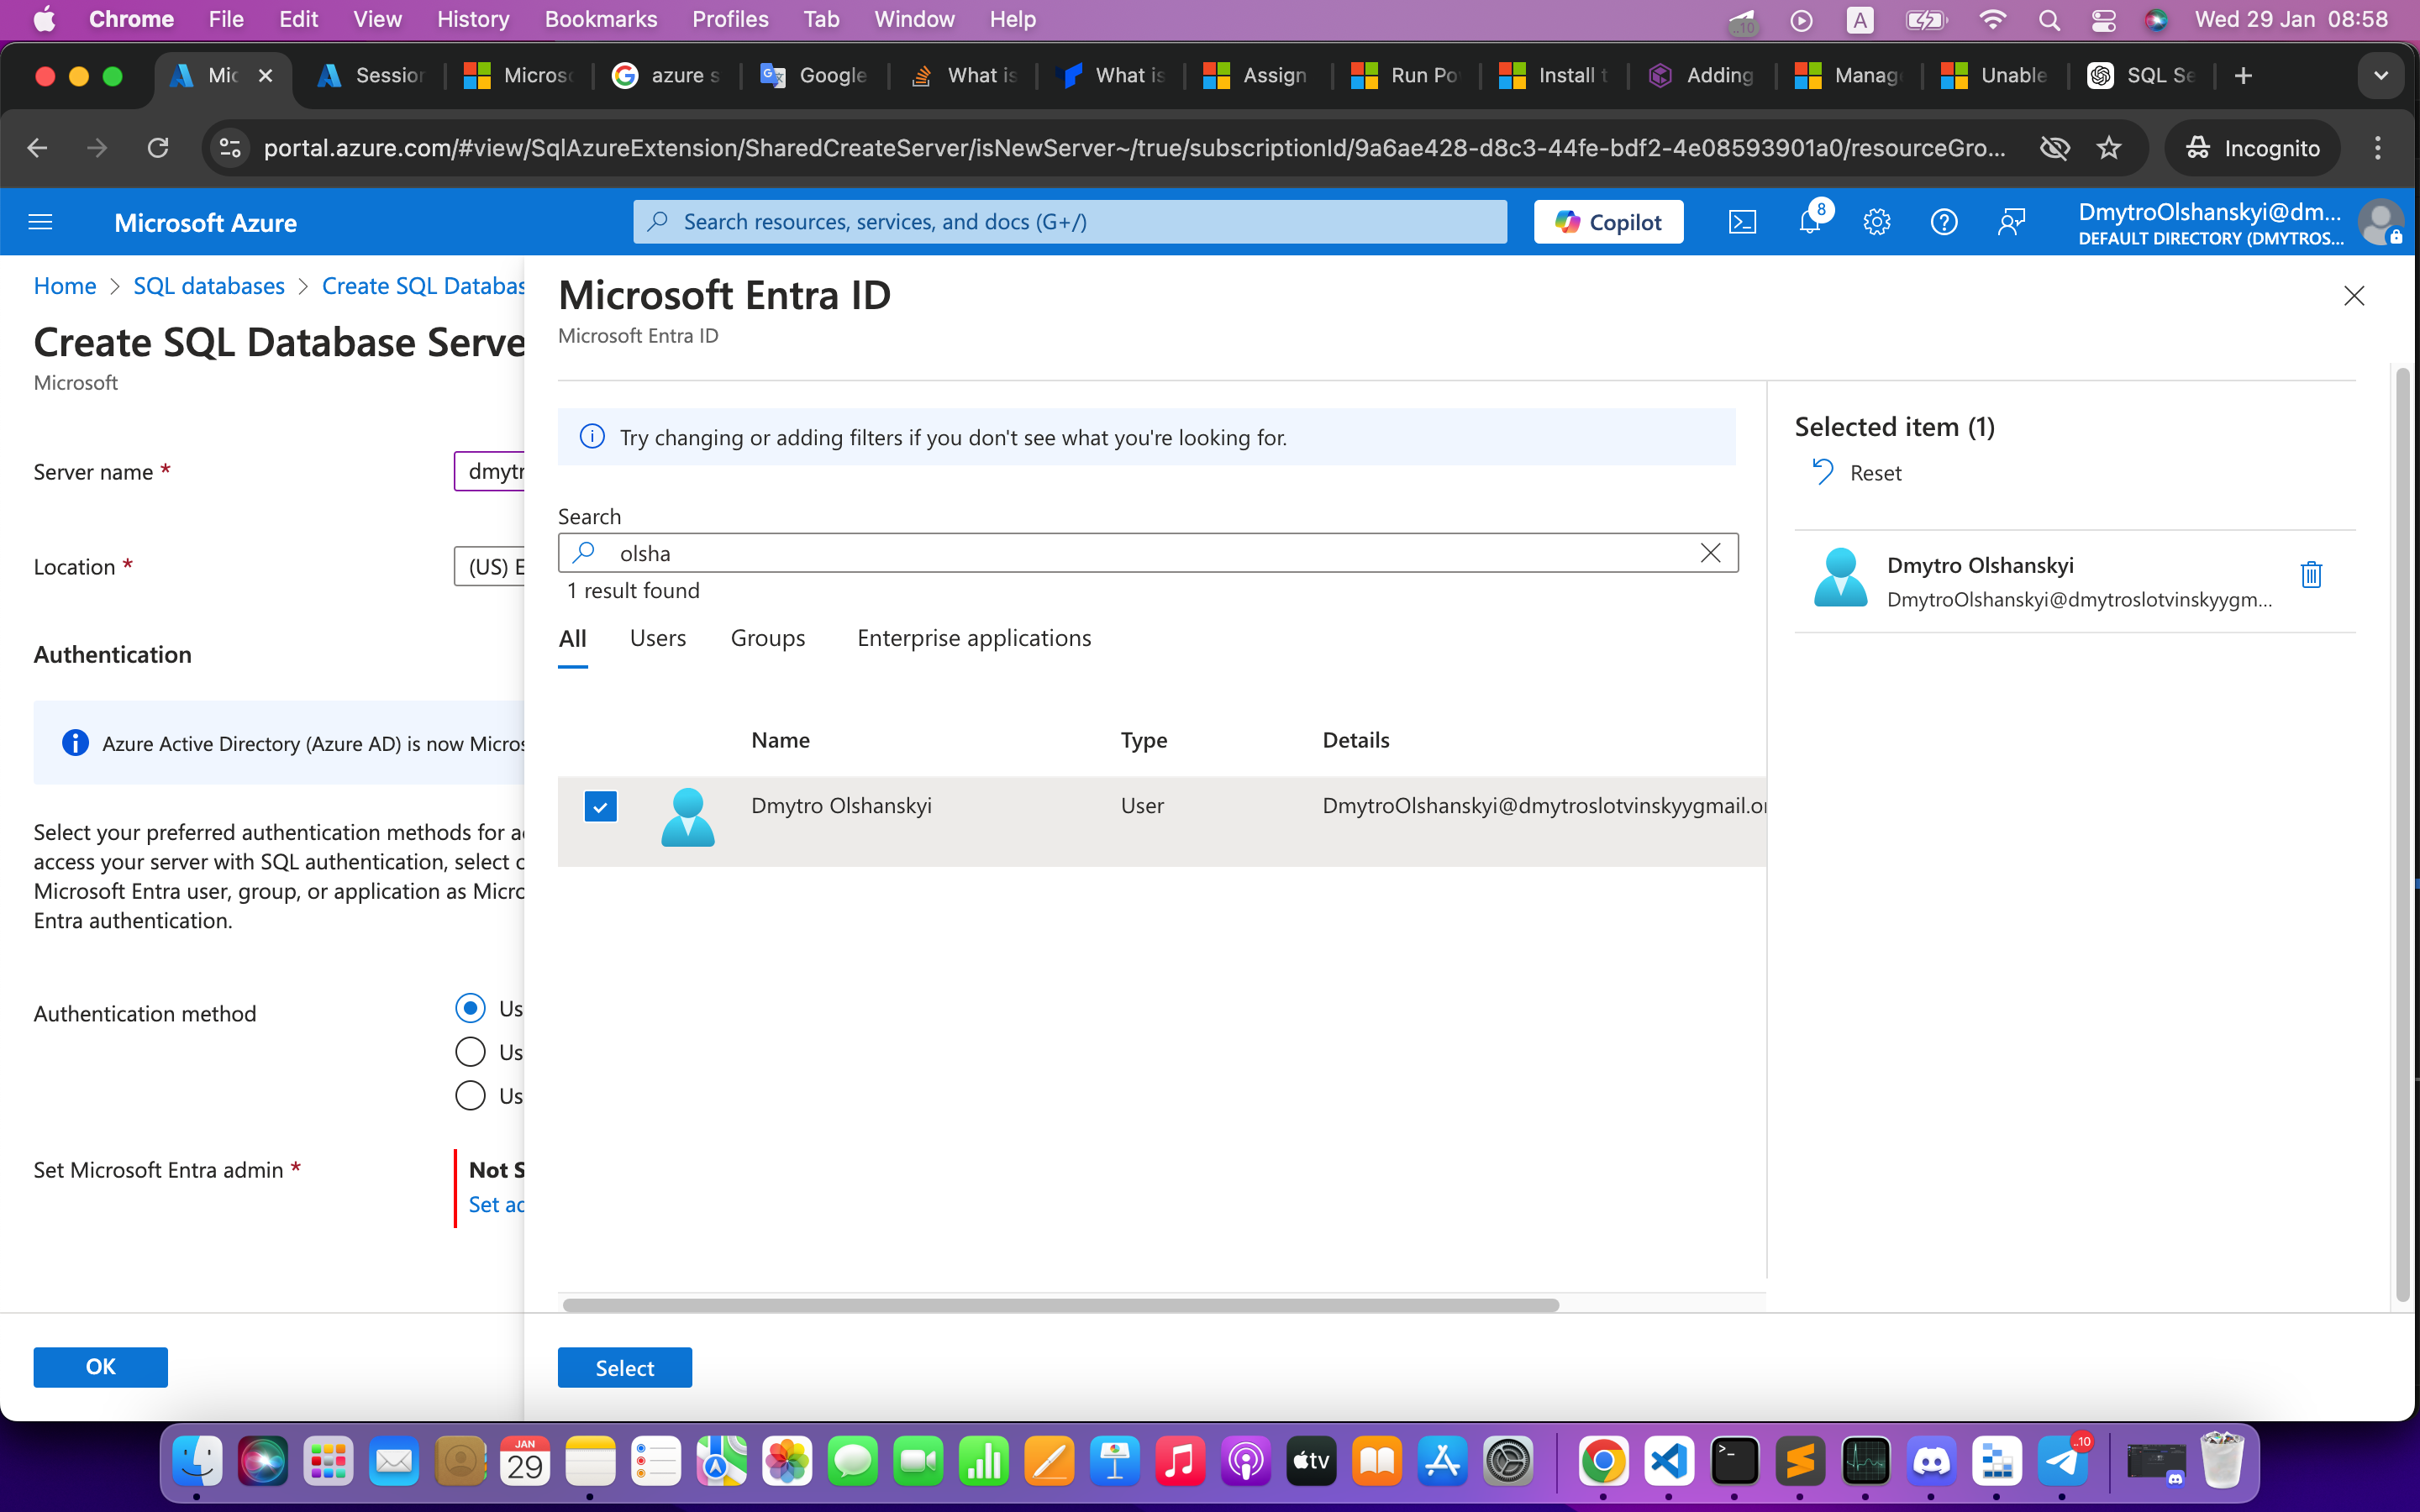 Chrome File Edit View History Bookmarks Profiles Tab Window Help
..10 A Wed 29 Jan 08:58
Mic Session Microso azure s Google What is What is Assign Run Po Install t Adding Manage Unable SQL Se
portal.azure.com/#view/SqlAzureExtension/SharedCreateServer/isNewServer~/true/subscriptionId/9a6ae428-d8c3-44fe-bdf2-4e08593901a0/resourceGro... Incognito
Microsoft Azure
Search resources, services, and docs (G+/)
Copilot
8
DmytroOlshanskyi@dm...
DEFAULT DIRECTORY (DMYTROS...
Home > SQL databases > Create SQL Databas
Create SQL Database Serve
Microsoft
Server name *
dmytr
Location *
(US) E
Authentication
Azure Active Directory (Azure AD) is now Micros
Select your preferred authentication methods for a
access your server with SQL authentication, select c
Microsoft Entra user, group, or application as Micro
Entra authentication.
Authentication method
Us
Us
Us
Set Microsoft Entra admin *
Not S
Set ad
OK
Microsoft Entra ID
Microsoft Entra ID
Try changing or adding filters if you don't see what you're looking for.
Search
olsha
1 result found
All Users Groups Enterprise applications
Name Type Details
Dmytro Olshanskyi User DmytroOlshanskyi@dmytroslotvinskyygmail.o
Select
Selected item (1)
Reset
Dmytro Olshanskyi
DmytroOlshanskyi@dmytroslotvinskyygm...
JAN
29
tv
..10